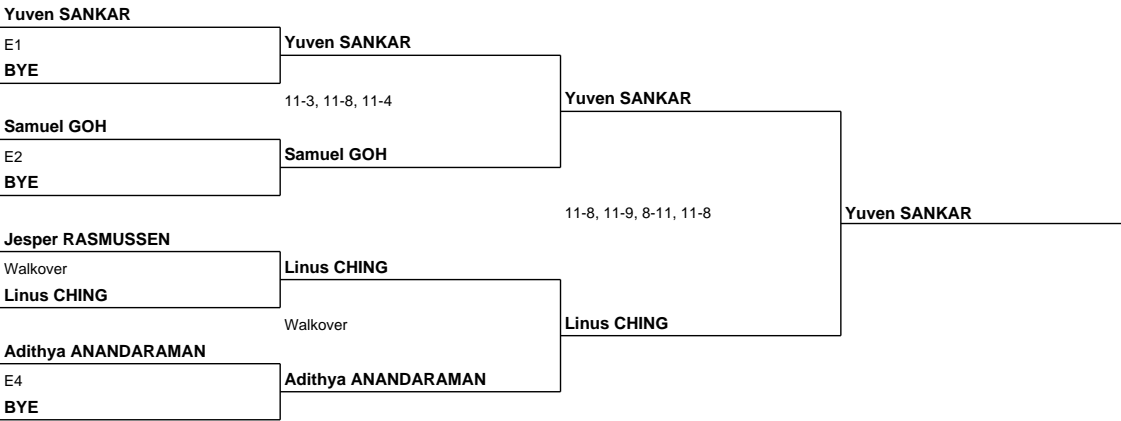 Yuven SANKAR
E1
BYE
Yuven SANKAR
11-3, 11-8, 11-4
Samuel GOH
E2
BYE
Samuel GOH
Yuven SANKAR
11-8, 11-9, 8-11, 11-8
Yuven SANKAR
Jesper RASMUSSEN
Walkover
Linus CHING
Linus CHING
Walkover
Linus CHING
Adithya ANANDARAMAN
E4
BYE
Adithya ANANDARAMAN